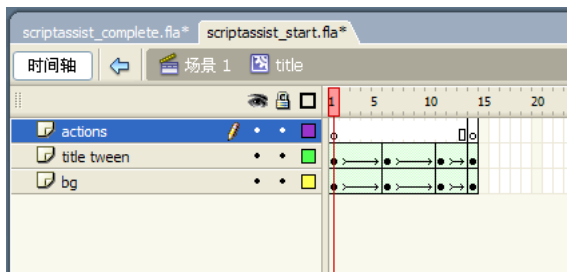 scriptassist_complete.fla* scriptassist_start.fla*
时间轴 场景 1 title
1 5 10 15 20
actions
title tween
bg